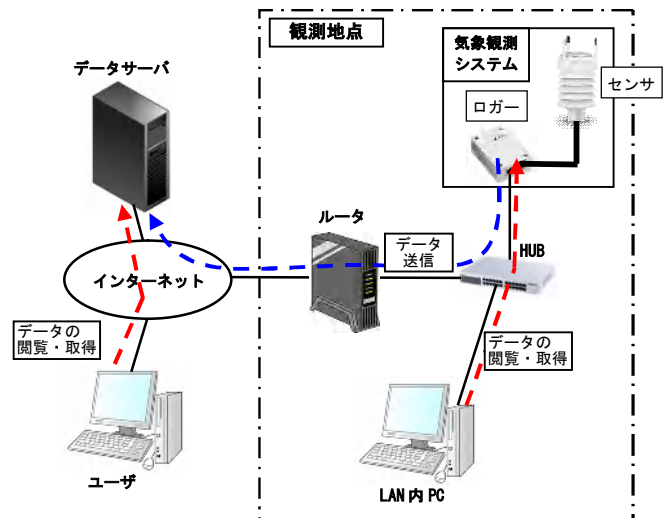 観測地点
気象観測
システム
センサ
ロガー
データサーバ
ルータ
データ
送信
HUB
インターネット
データの
閲覧・取得
データの
閲覧・取得
ユーザ
LAN内PC